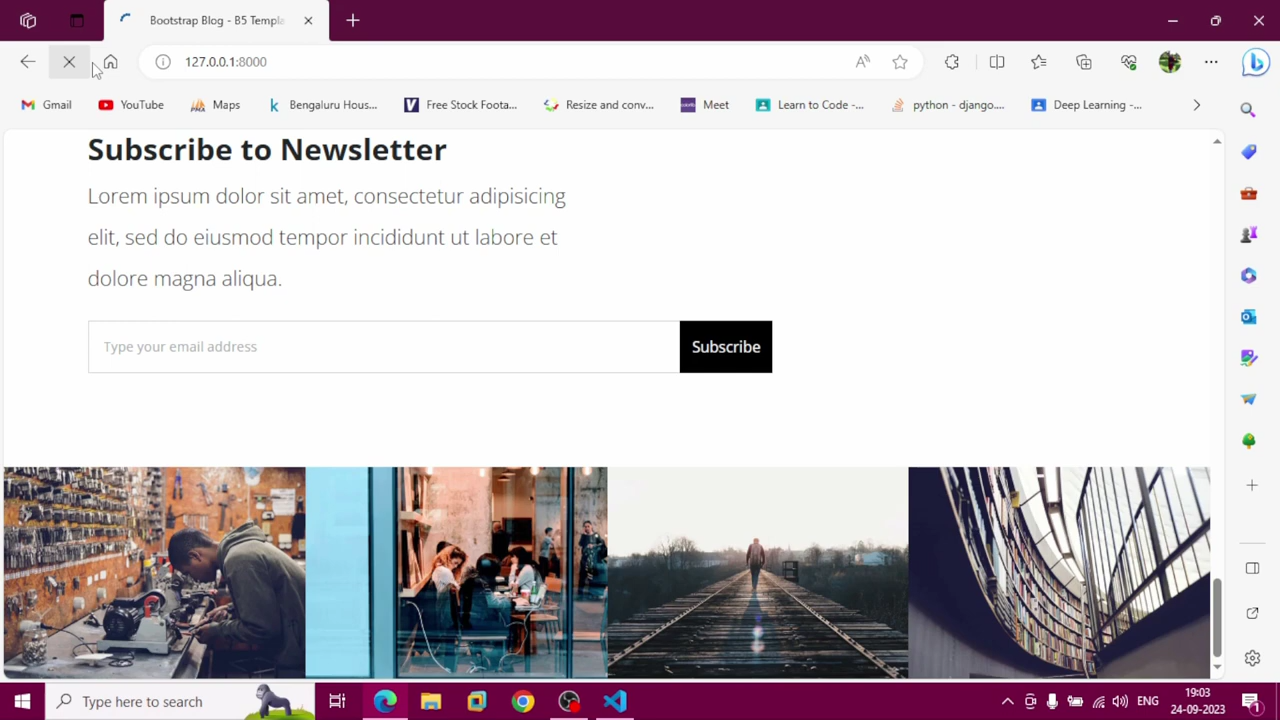 Bootstrap Blog - B5 Templa
127.0.0.1:8000
Gmail
YouTube
Maps
Bengaluru Hous...
Free Stock Foota...
Resize and conv...
Meet
Learn to Code -...
python - django....
Deep Learning -...
Subscribe to Newsletter
Lorem ipsum dolor sit amet, consectetur adipisicing
elit, sed do eiusmod tempor incididunt ut labore et
dolore magna aliqua.
Type your email address
Subscribe
Type here to search
ENG
19:03
24-09-2023
1